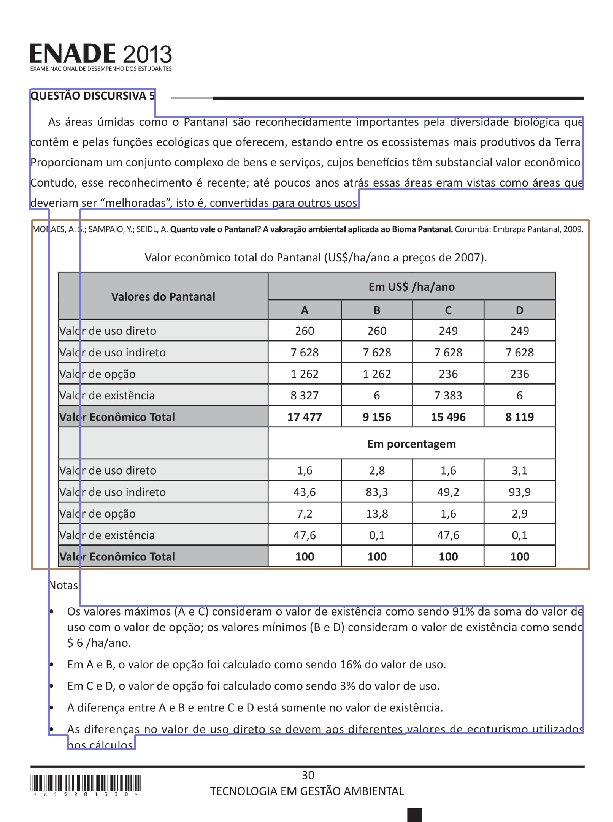 ENADE 2013
EXAME NACIONAL DE DESEMPENHO DOS ESTUDANTES
QUESTÃO DISCURSIVA 5
As áreas úmidas como o Pantanal são reconhecidamente importantes pela diversidade biológica que
contêm e pelas funções ecológicas que oferecem, estando entre os ecossistemas mais produtivos da Terra.
Proporcionam um conjunto complexo de bens e serviços, cujos benefícios têm substancial valor econômico.
Contudo, esse reconhecimento é recente; até poucos anos atrás essas áreas eram vistas como áreas que
deveriam ser “melhoradas”, isto é, convertidas para outros usos.
MORAES, A. S.; SAMPAIO, Y.; SEIDL, A. Quanto vale o Pantanal? A valoração ambiental aplicada ao Bioma Pantanal. Corumbá: Embrapa Pantanal, 2009.
Valor econômico total do Pantanal (US$/ha/ano a preços de 2007).
Valores do Pantanal Em US$ /ha/ano
A B C D
Valor de uso direto 260 260 249 249
Valor de uso indireto 7 628 7 628 7 628 7 628
Valor de opção 1 262 1 262 236 236
Valor de existência 8 327 6 7 383 6
Valor Econômico Total 17 477 9 156 15 496 8 119
Em porcentagem
Valor de uso direto 1,6 2,8 1,6 3,1
Valor de uso indireto 43,6 83,3 49,2 93,9
Valor de opção 7,2 13,8 1,6 2,9
Valor de existência 47,6 0,1 47,6 0,1
Valor Econômico Total 100 100 100 100
Notas
• Os valores máximos (A e C) consideram o valor de existência como sendo 91% da soma do valor de
uso com o valor de opção; os valores mínimos (B e D) consideram o valor de existência como sendo
$ 6 /ha/ano.
• Em A e B, o valor de opção foi calculado como sendo 16% do valor de uso.
• Em C e D, o valor de opção foi calculado como sendo 3% do valor de uso.
• A diferença entre A e B e entre C e D está somente no valor de existência.
• As diferenças no valor de uso direto se devem aos diferentes valores de ecoturismo utilizados
nos cálculos.
30
TECNOLOGIA EM GESTÃO AMBIENTAL